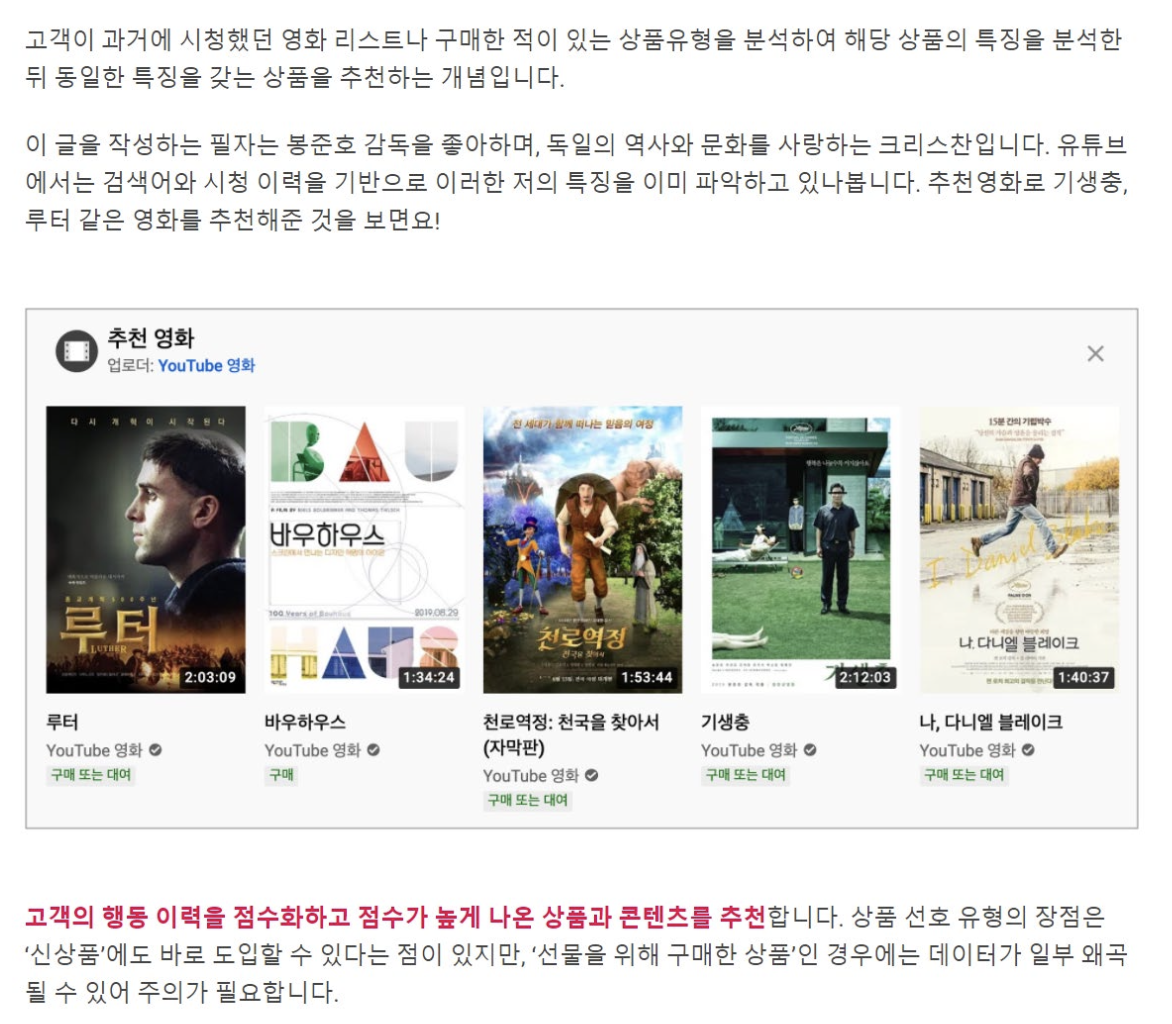 고객이 과거에 시청했던 영화 리스트나 구매한 적이 있는 상품유형을 분석하여 해당 상품의 특징을 분석한
뒤 동일한 특징을 갖는 상품을 추천하는 개념입니다.
이 글을 작성하는 필자는 봉준호 감독을 좋아하며, 독일의 역사와 문화를 사랑하는 크리스찬입니다. 유튜브
에서는 검색어와 시청 이력을 기반으로 이러한 저의 특징을 이미 파악하고 있나봅니다. 추천영화로 기생충,
루터 같은 영화를 추천해준 것을 보면요!
추천 영화
업로더: YouTube 영화
다시 개혁이 시작된다
루터
LUTHER
2:03:09
BAU
A FILM BY NIELS BOLBRINKER AND THOMAS TIELSCH
바우하우스
100 Years of Bauhaus
2019.08.29
HAUS
1:34:24
전 세대가 함께 떠나는 믿음의 여정
천로역정
천국을 찾아서
1:53:44
기생충
2:12:03
15분 간의 기립박수
I, Daniel Blake
PALME D'OR
나, 다니엘 블레이크
1:40:37
루터
YouTube 영화
구매 또는 대여
바우하우스
YouTube 영화
구매
천로역정: 천국을 찾아서
(자막판)
YouTube 영화
구매 또는 대여
기생충
YouTube 영화
구매 또는 대여
나, 다니엘 블레이크
YouTube 영화
구매 또는 대여
고객의 행동 이력을 점수화하고 점수가 높게 나온 상품과 콘텐츠를 추천합니다. 상품 선호 유형의 장점은
‘신상품’에도 바로 도입할 수 있다는 점이 있지만, ‘선물을 위해 구매한 상품’인 경우에는 데이터가 일부 왜곡
될 수 있어 주의가 필요합니다.